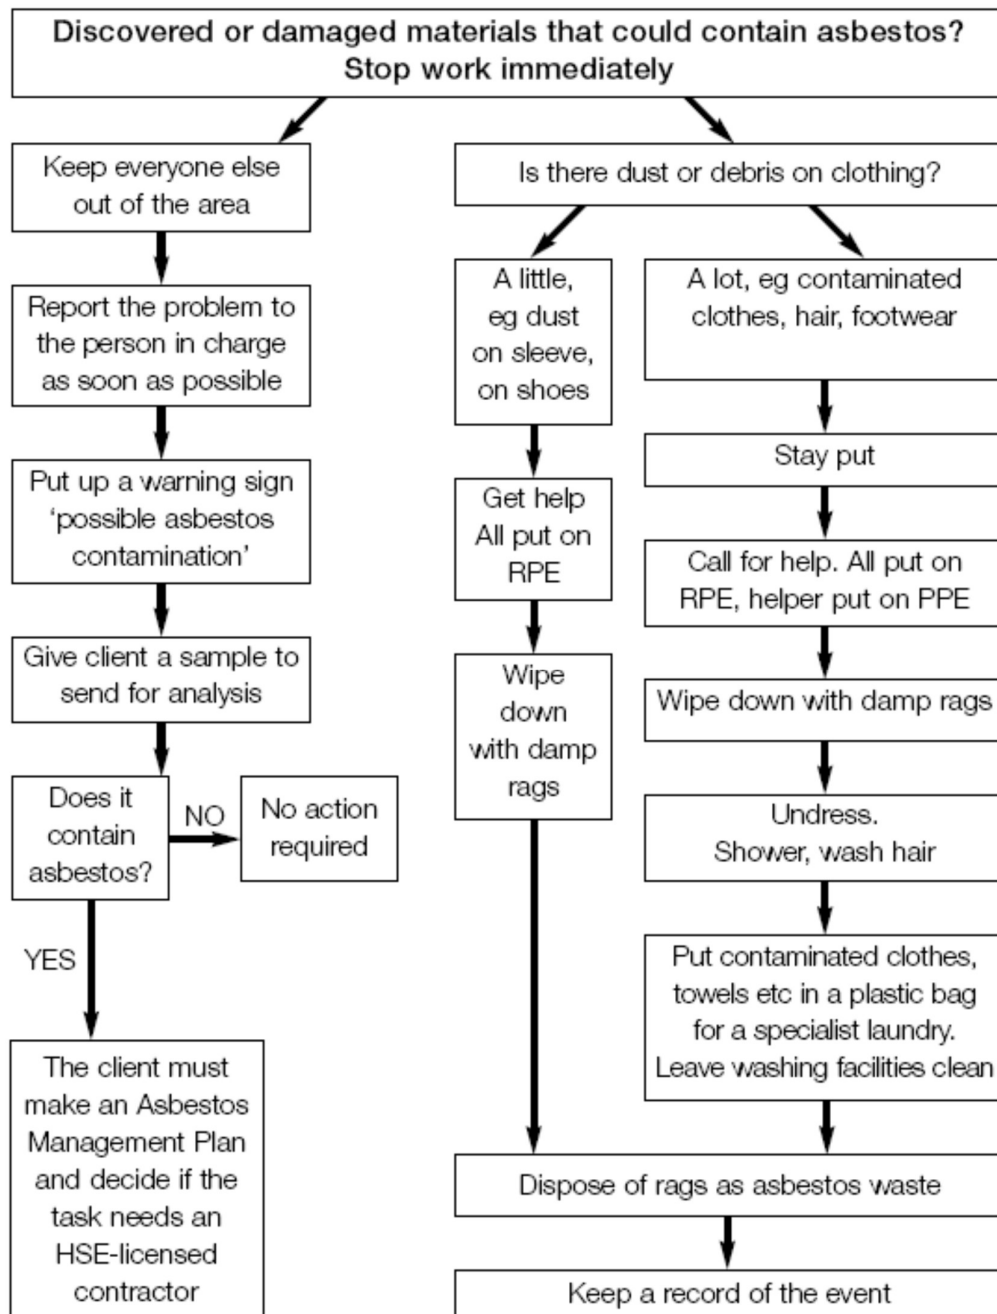 Discovered or damaged materials that could contain asbestos?
Stop work immediately
Keep everyone else
out of the area
Report the problem to
the person in charge
as soon as possible
Put up a warning sign
‘possible asbestos
contamination’
Give client a sample to
send for analysis
Does it
contain
asbestos?
NO
No action
required
YES
The client must
make an Asbestos
Management Plan
and decide if the
task needs an
HSE-licensed
contractor
Is there dust or debris on clothing?
A little,
eg dust
on sleeve,
on shoes
Get help
All put on
RPE
Wipe
down
with damp
rags
A lot, eg contaminated
clothes, hair, footwear
Stay put
Call for help. All put on
RPE, helper put on PPE
Wipe down with damp rags
Undress.
Shower, wash hair
Put contaminated clothes,
towels etc in a plastic bag
for a specialist laundry.
Leave washing facilities clean
Dispose of rags as asbestos waste
Keep a record of the event